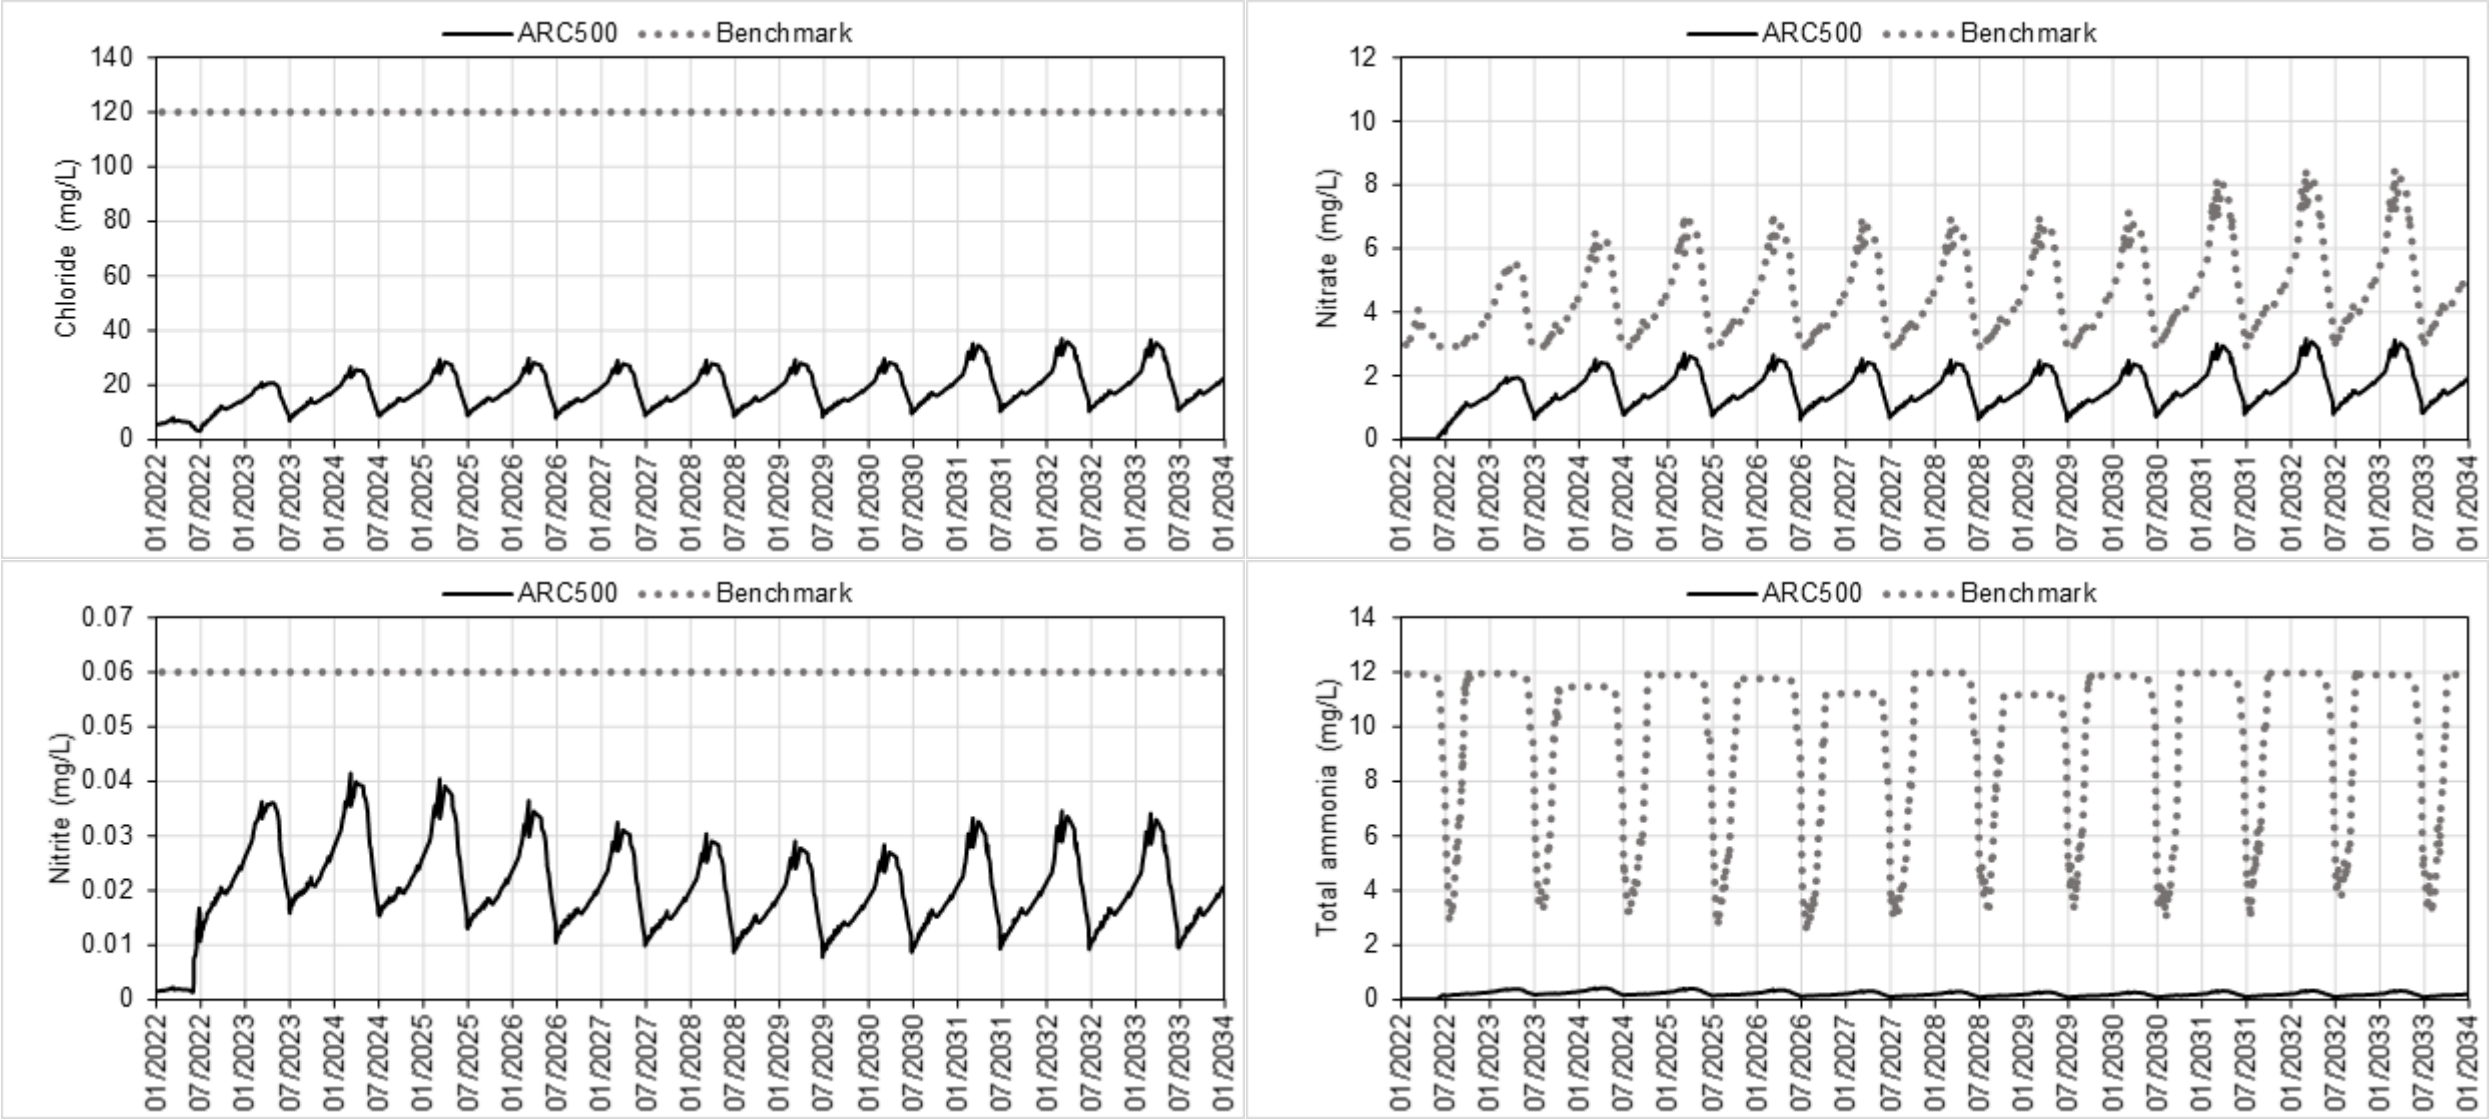 ARC500 Benchmark
Chloride (mg/L)
140
120
100
80
60
40
20
0
01/2022 07/2022 01/2023 07/2023 01/2024 07/2024 01/2025 07/2025 01/2026 07/2026 01/2027 07/2027 01/2028 07/2028 01/2029 07/2029 01/2030 07/2030 01/2031 07/2031 01/2032 07/2032 01/2033 07/2033 01/2034
ARC500 Benchmark
Nitrate (mg/L)
12
10
8
6
4
2
0
01/2022 07/2022 01/2023 07/2023 01/2024 07/2024 01/2025 07/2025 01/2026 07/2026 01/2027 07/2027 01/2028 07/2028 01/2029 07/2029 01/2030 07/2030 01/2031 07/2031 01/2032 07/2032 01/2033 07/2033 01/2034
ARC500 Benchmark
Nitrite (mg/L)
0.07
0.06
0.05
0.04
0.03
0.02
0.01
0
01/2022 07/2022 01/2023 07/2023 01/2024 07/2024 01/2025 07/2025 01/2026 07/2026 01/2027 07/2027 01/2028 07/2028 01/2029 07/2029 01/2030 07/2030 01/2031 07/2031 01/2032 07/2032 01/2033 07/2033 01/2034
ARC500 Benchmark
Total ammonia (mg/L)
14
12
10
8
6
4
2
0
01/2022 07/2022 01/2023 07/2023 01/2024 07/2024 01/2025 07/2025 01/2026 07/2026 01/2027 07/2027 01/2028 07/2028 01/2029 07/2029 01/2030 07/2030 01/2031 07/2031 01/2032 07/2032 01/2033 07/2033 01/2034